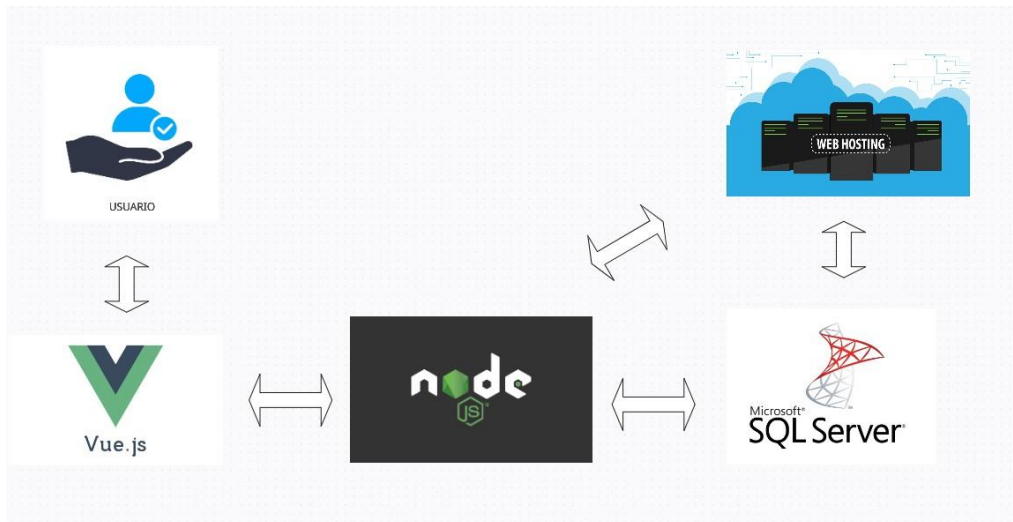 USUARIO
WEB HOSTING
Vue.js
node
JS
Microsoft®
SQL Server®